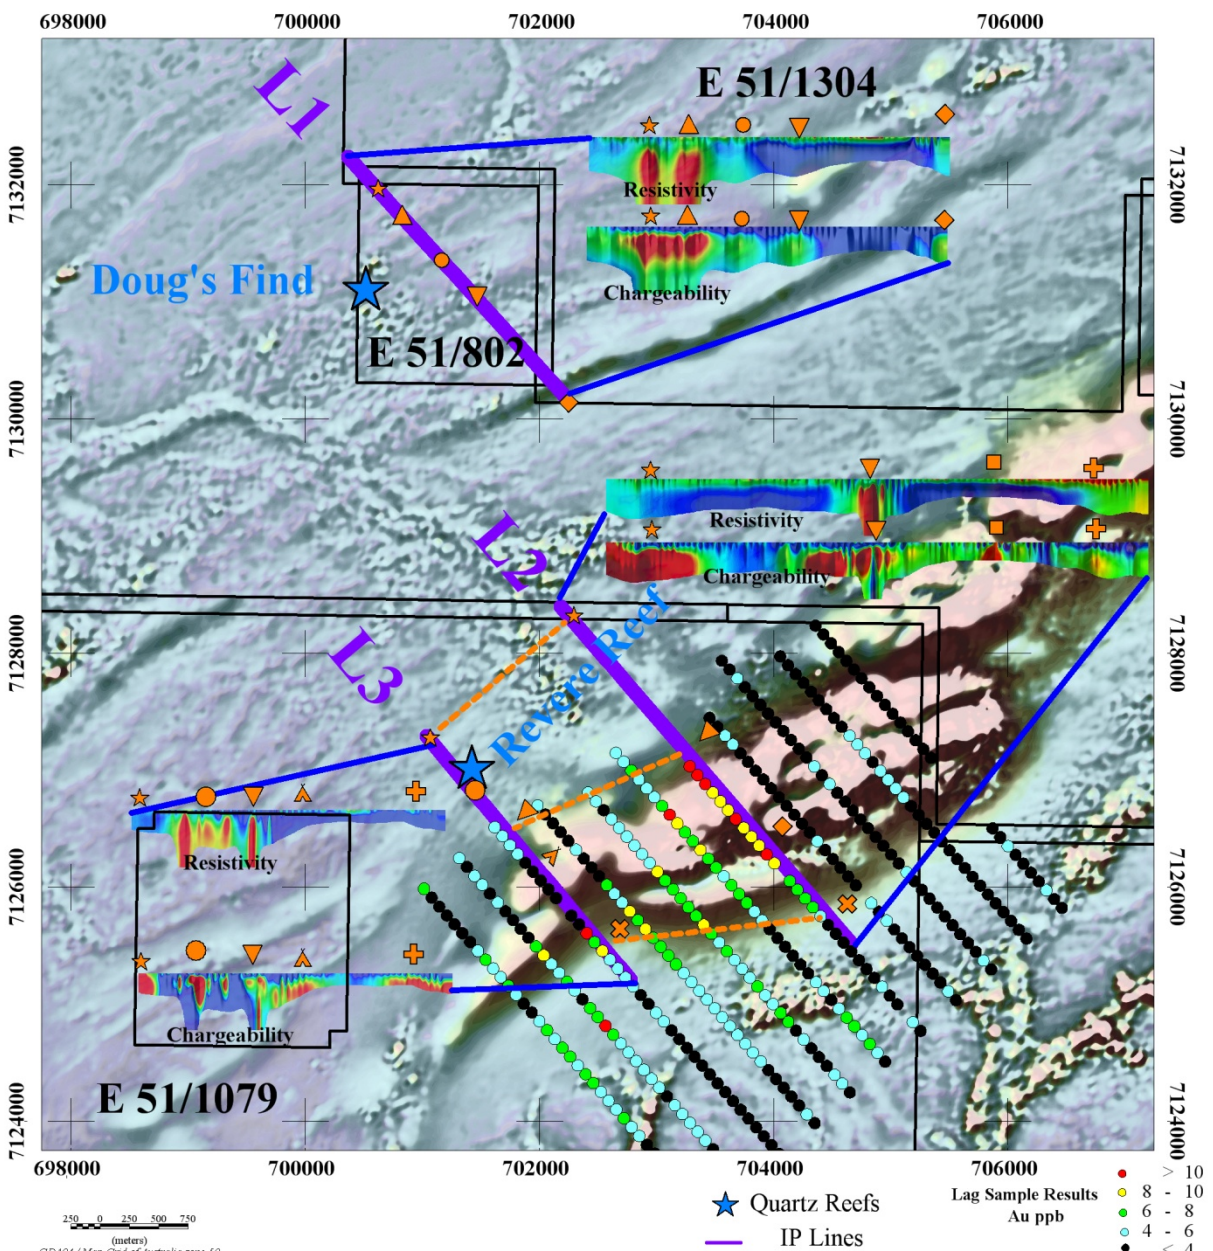 698000 700000 702000 704000 706000
E 51/1304
L1
7132000
7132000
Resistivity
Doug's Find
Chargeability
E 51/802
7130000
7130000
L2
Resistivity
Chargeability
Revere Reef
7128000
7128000
L3
Resistivity
7126000
7126000
Chargeability
E 51/1079
7124000
7124000
698000 700000 702000 704000 706000
250 0 250 500 750
(meters)
Quartz Reefs
IP Lines
Lag Sample Results
Au ppb
> 10
8 - 10
6 - 8
4 - 6
< 4